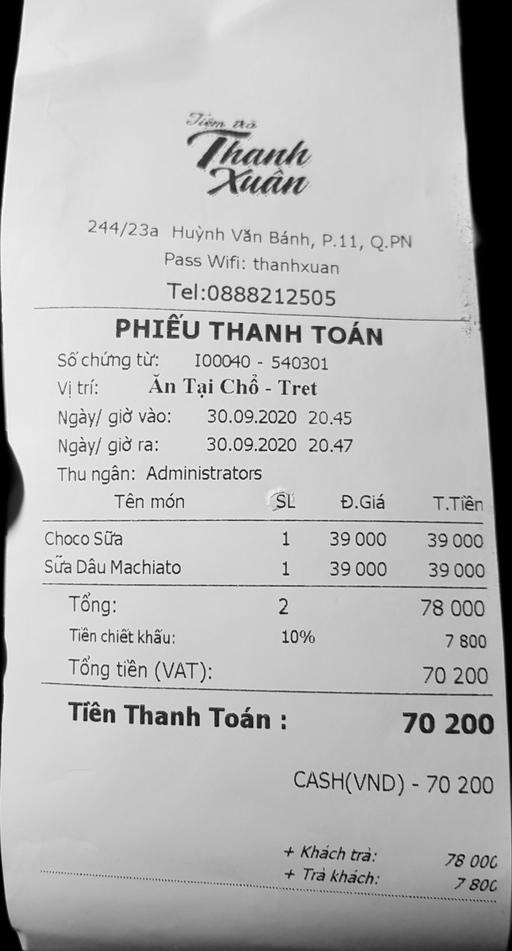 Tiệm trà
Thanh
Xuân
244/23a Huỳnh Văn Bánh, P.11, Q.PN
Pass Wifi: thanhxuan
Tel:0888212505
PHIẾU THANH TOÁN
Số chứng từ: I00040 - 540301
Vị trí: Ăn Tại Chổ - Tret
Ngày/ giờ vào: 30.09.2020 20.45
Ngày/ giờ ra: 30.09.2020 20.47
Thu ngân: Administrators
Tên món SL Đ.Giá T.Tiền
Choco Sữa 1 39 000 39 000
Sữa Dâu Machiato 1 39 000 39 000
Tổng: 2 78 000
Tiền chiết khấu: 10% 7 800
Tổng tiền (VAT): 70 200
Tiền Thanh Toán : 70 200
CASH(VND) - 70 200
+ Khách trả: 78 000
+ Trả khách: 7 800